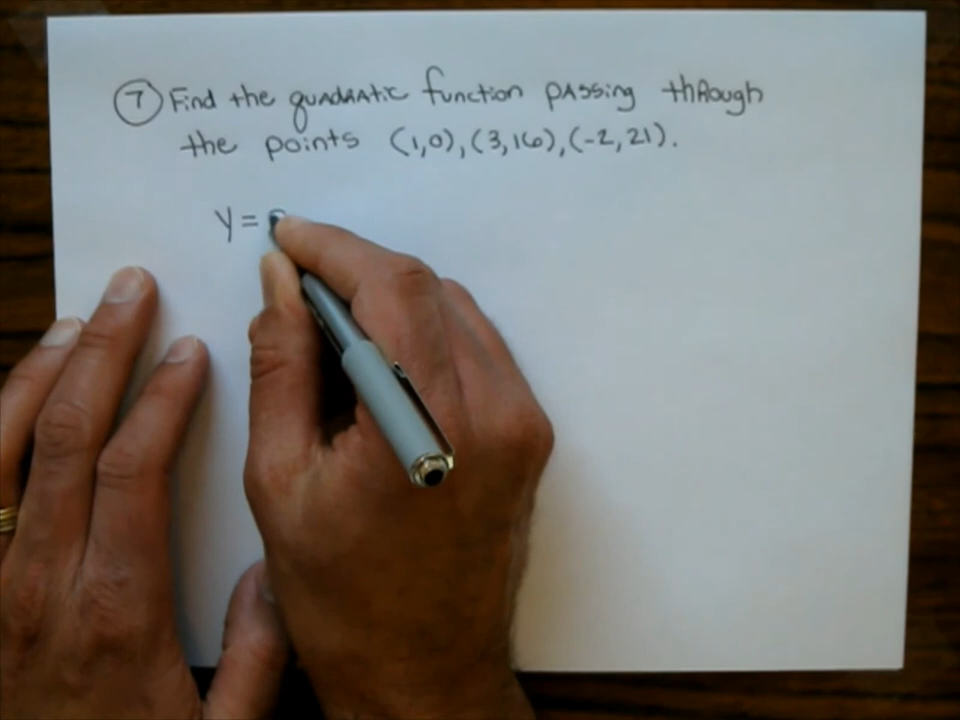 7 Find the quadratic function passing through
the points (1,0), (3,16), (-2,21).
y =